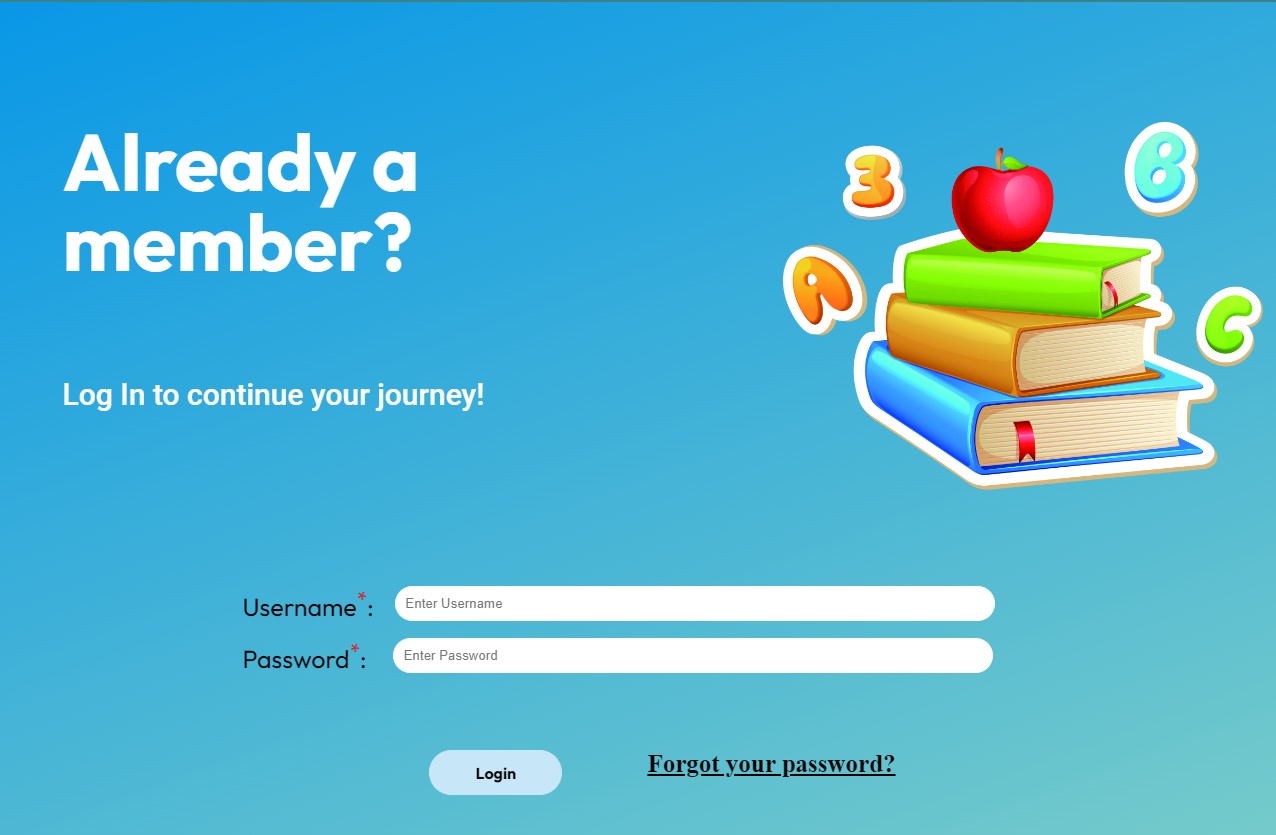 Already a
member?
3
B
A
C
Log In to continue your journey!
Username*:
Enter Username
Password*:
Enter Password
Login
Forgot your password?